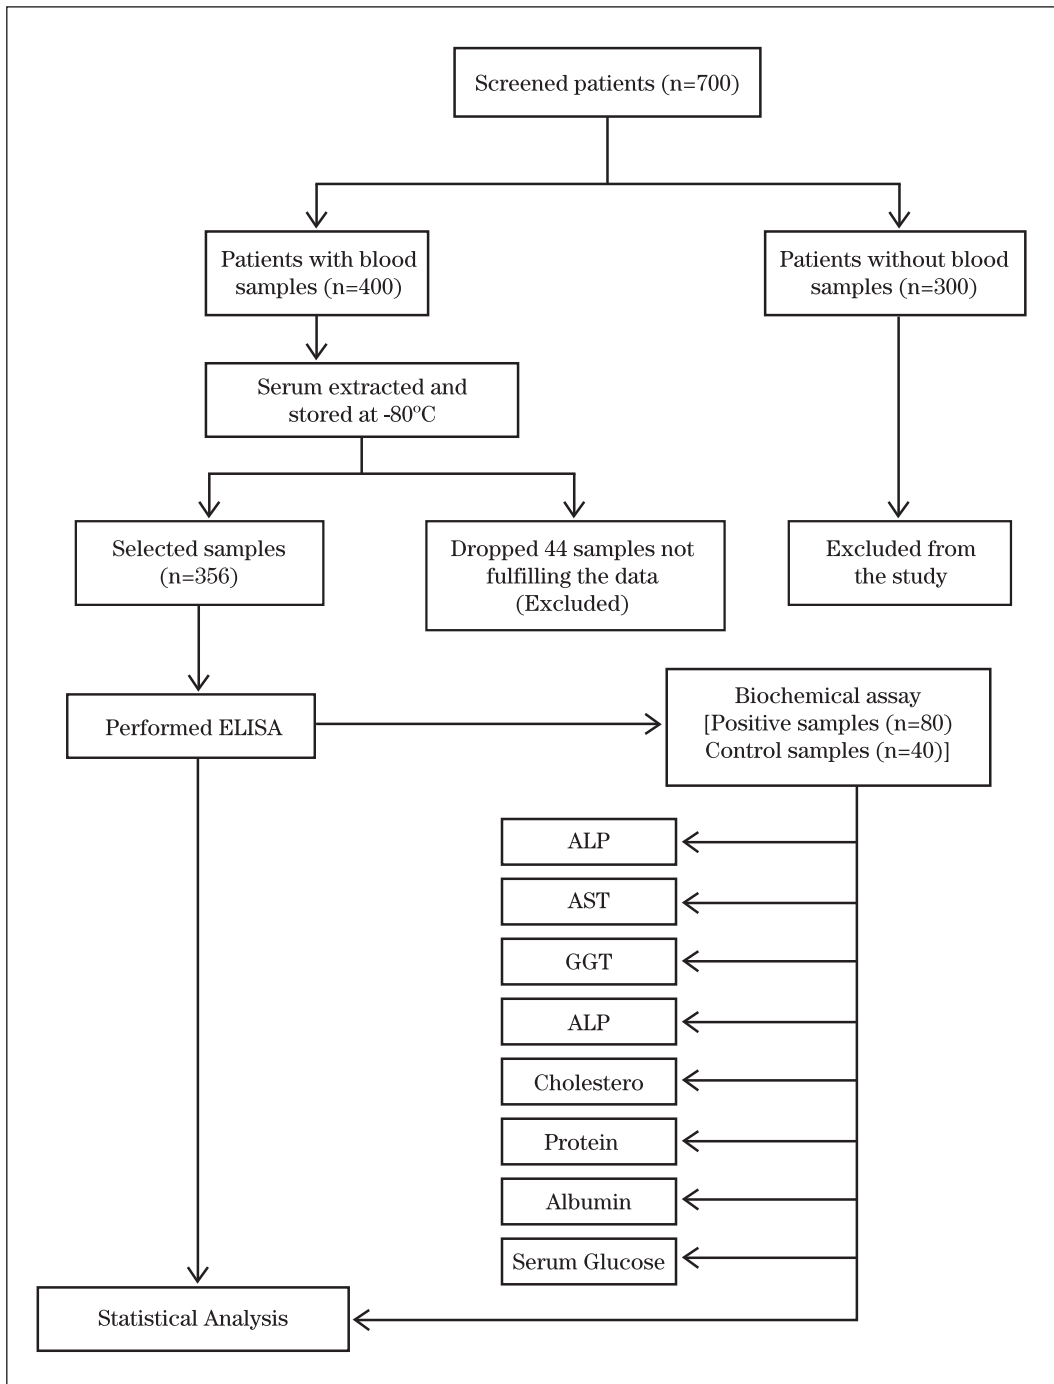 Screened patients (n=700)
Patients with blood
samples (n=400)
Patients without blood
samples (n=300)
Serum extracted and
stored at -80ºC
Selected samples
(n=356)
Dropped 44 samples not
fulfilling the data
(Excluded)
Excluded from
the study
Performed ELISA
Biochemical assay
[Positive samples (n=80)
Control samples (n=40)]
ALP
AST
GGT
ALP
Cholestero
Protein
Albumin
Serum Glucose
Statistical Analysis